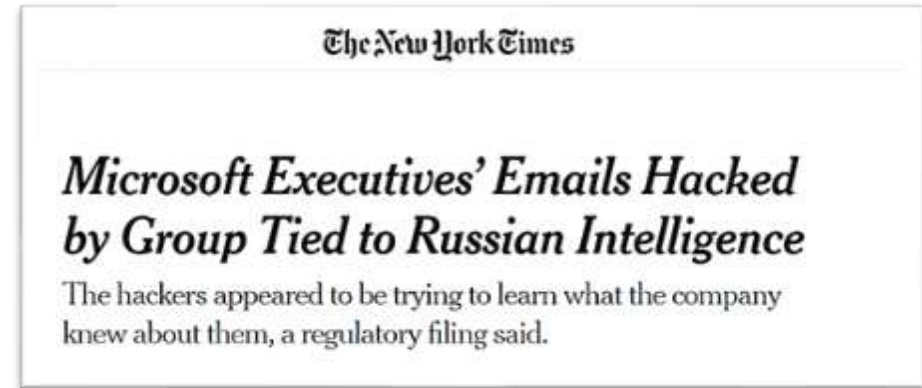 The New York Times
Microsoft Executives’ Emails Hacked
by Group Tied to Russian Intelligence
The hackers appeared to be trying to learn what the company
knew about them, a regulatory filing said.